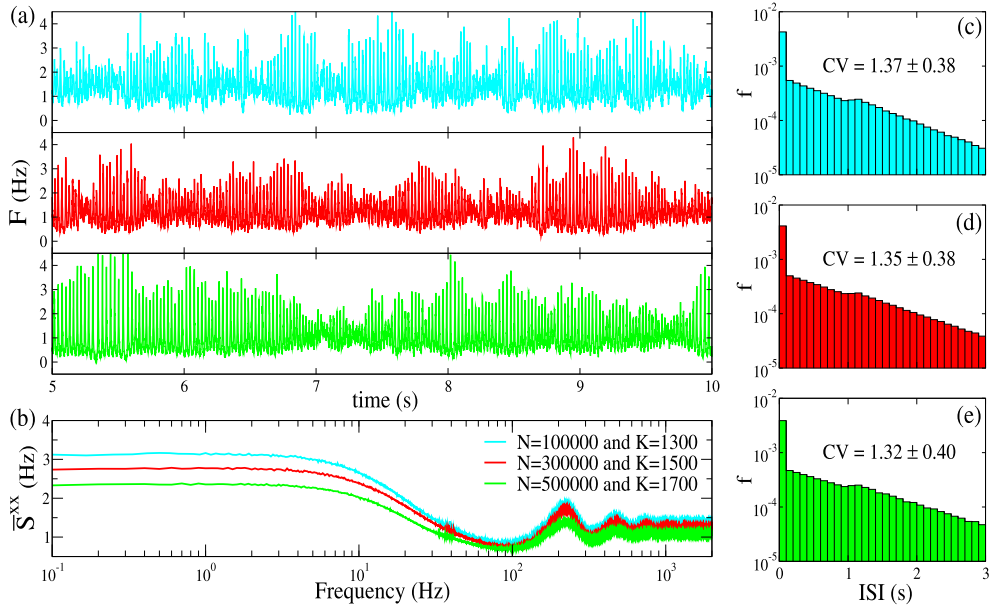 (a)
4
3
2
1
0
4
3
2
1
0
F (Hz)
4
3
2
1
0
5 6 7 8 9 10
time (s)
(b)
4
3
2
1
S̄^xx (Hz)
N=100000 and K=1300
N=300000 and K=1500
N=500000 and K=1700
10^-1 10^0 10^1 10^2 10^3
Frequency (Hz)
(c)
10^-2
10^-3
10^-4
10^-5
f
CV = 1.37 ± 0.38
(d)
10^-2
10^-3
10^-4
10^-5
f
CV = 1.35 ± 0.38
(e)
10^-2
10^-3
10^-4
10^-5
f
CV = 1.32 ± 0.40
0 1 2 3
ISI (s)